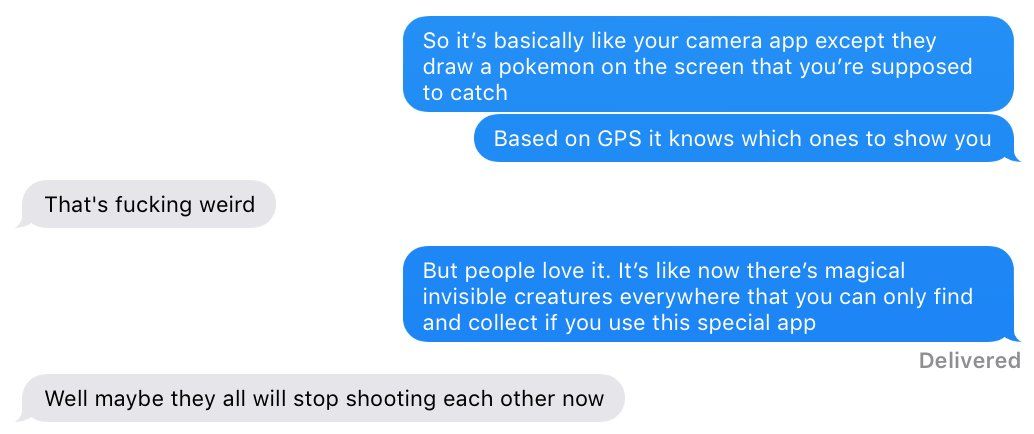 So it’s basically like your camera app except they
draw a pokemon on the screen that you’re supposed
to catch
Based on GPS it knows which ones to show you
That's fucking weird
But people love it. It’s like now there’s magical
invisible creatures everywhere that you can only find
and collect if you use this special app
Delivered
Well maybe they all will stop shooting each other now